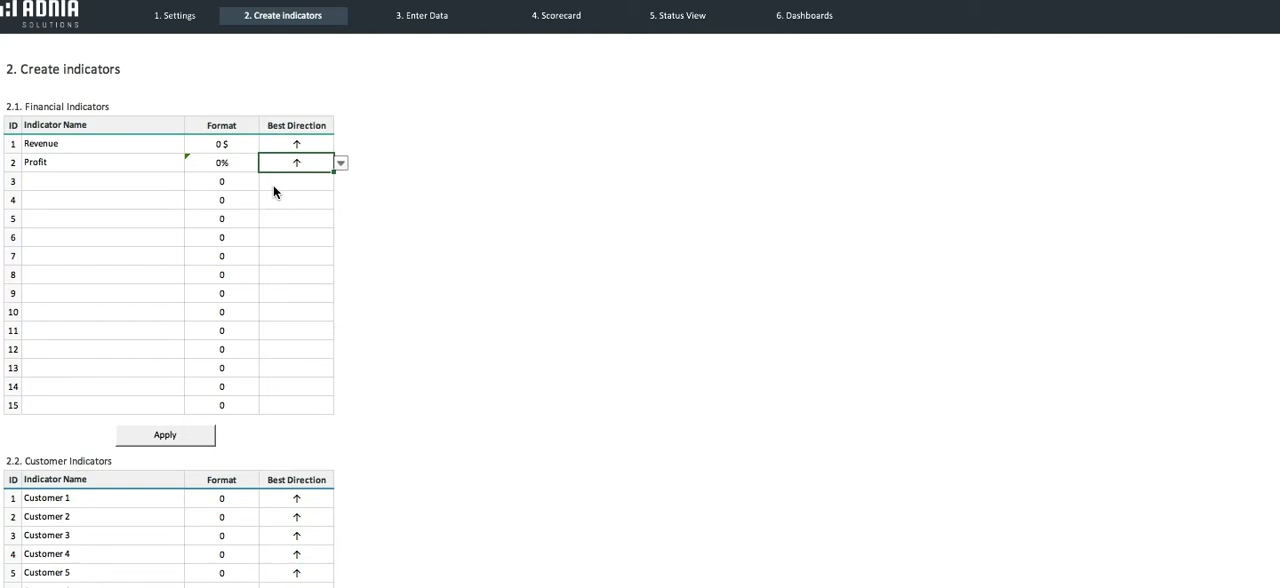 ADNIA
SOLUTIONS
1. Settings 2. Create indicators 3. Enter Data 4. Scorecard 5. Status View 6. Dashboards
2. Create indicators
2.1. Financial Indicators
ID Indicator Name Format Best Direction
1 Revenue 0 $ ↑
2 Profit 0% ↑
3 0
4 0
5 0
6 0
7 0
8 0
9 0
10 0
11 0
12 0
13 0
14 0
15 0
Apply
2.2. Customer Indicators
ID Indicator Name Format Best Direction
1 Customer 1 0 ↑
2 Customer 2 0 ↑
3 Customer 3 0 ↑
4 Customer 4 0 ↑
5 Customer 5 0 ↑